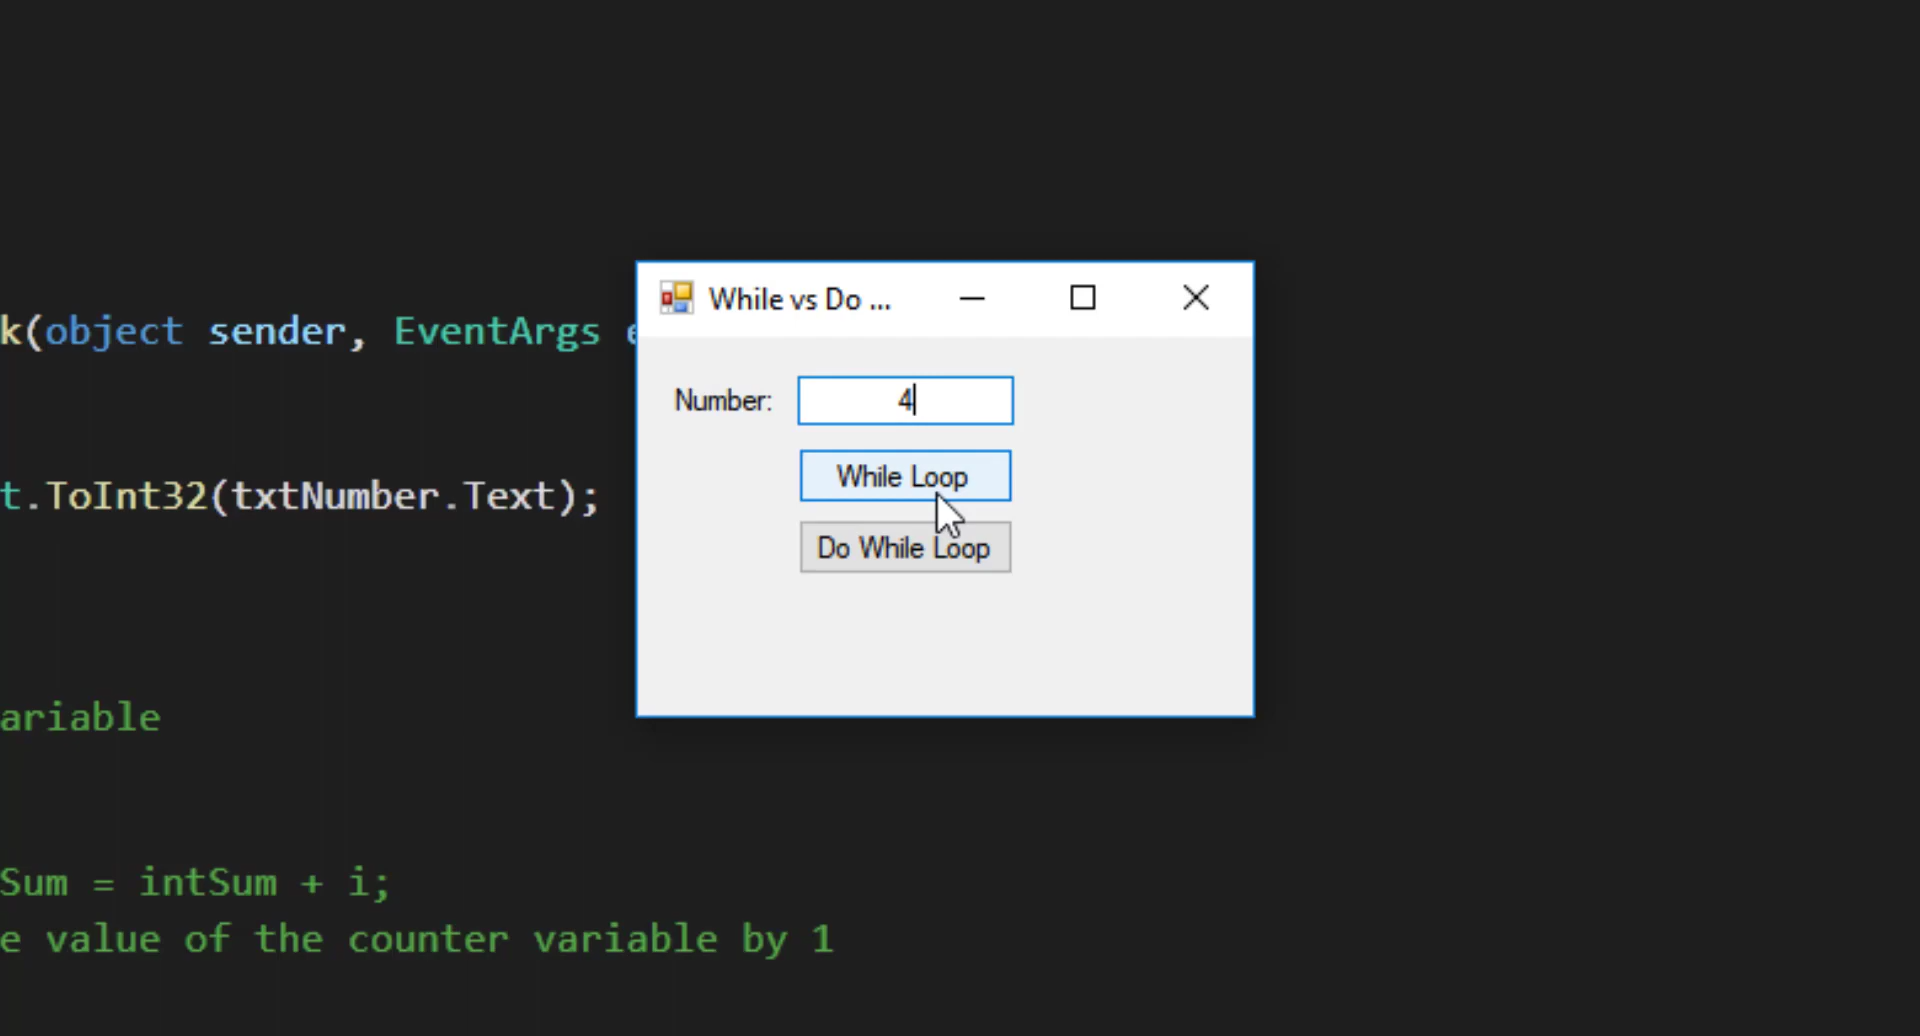 While vs Do ...
k(object sender, EventArgs e
Number: 4
While Loop
t.ToInt32(txtNumber.Text);
Do While Loop
ariable
Sum = intSum + i;
e value of the counter variable by 1